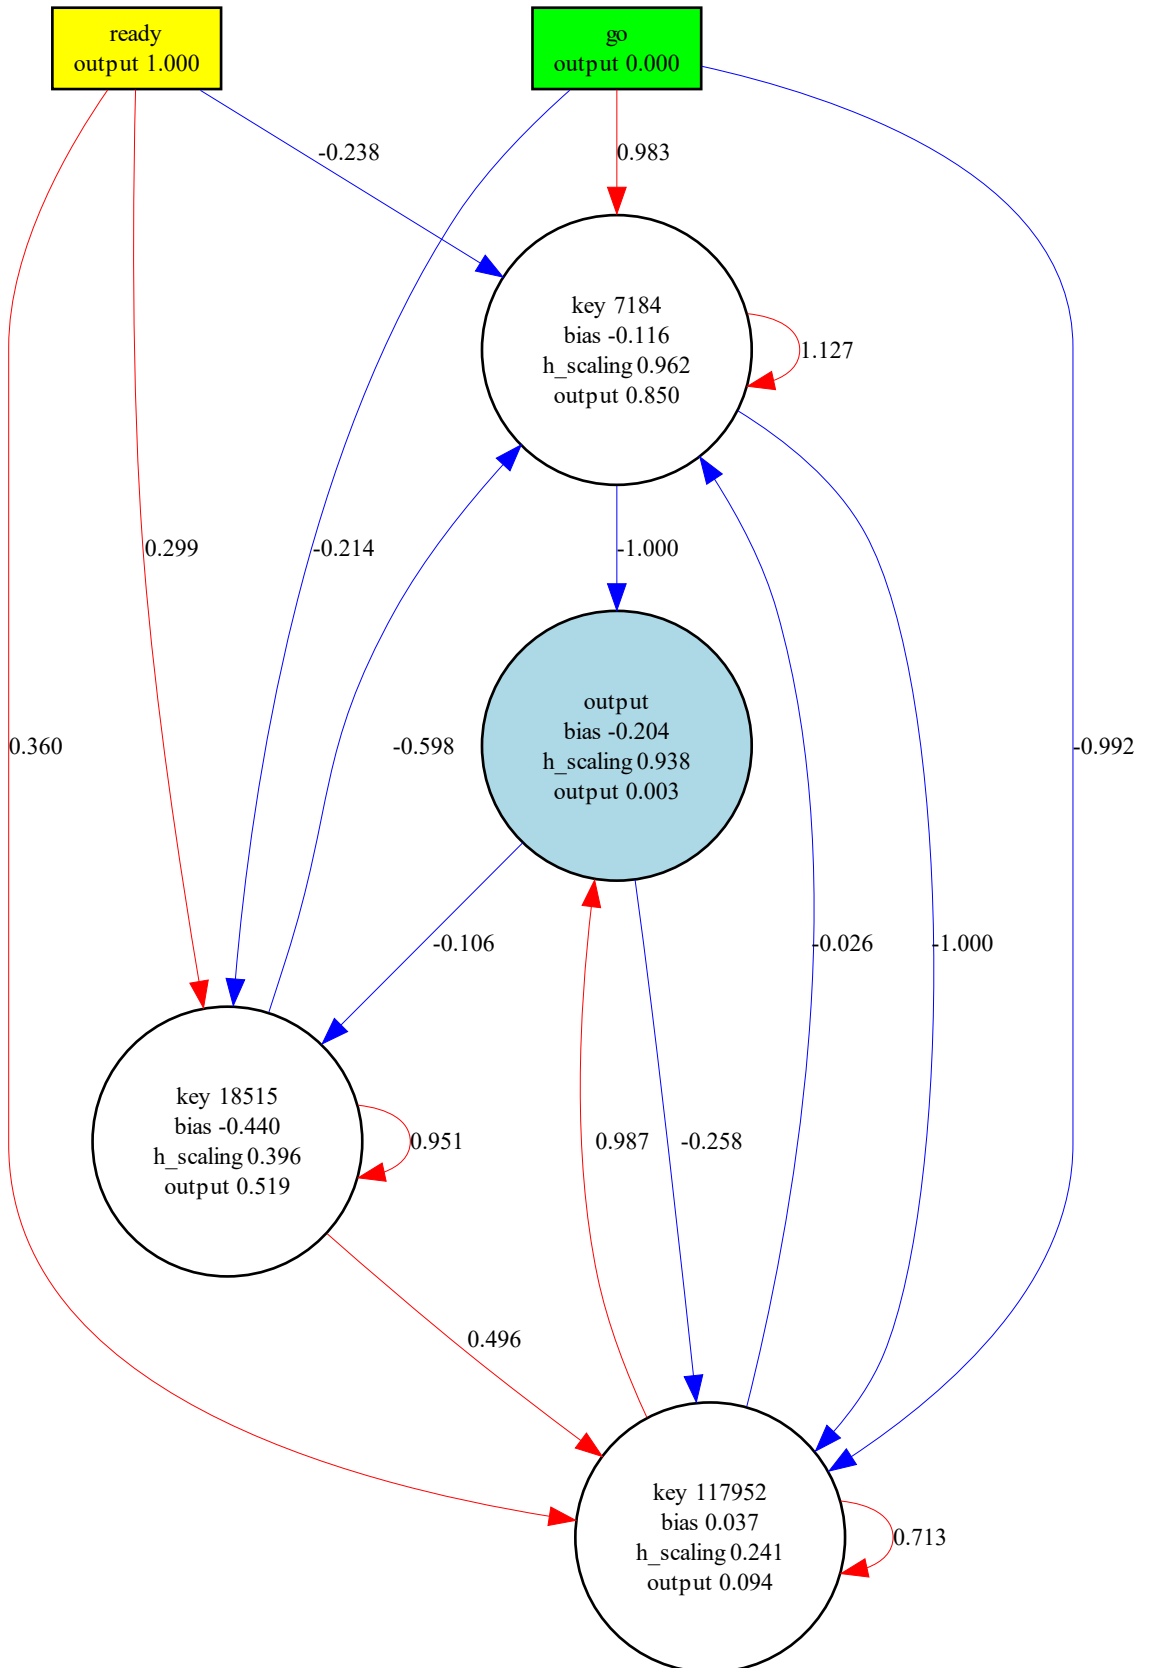 ready
output 1.000
go
output 0.000
-0.238
0.983
key 7184
bias -0.116
h_scaling 0.962
output 0.850
1.127
0.299
-0.214
-1.000
output
bias -0.204
h_scaling 0.938
output 0.003
0.360
-0.598
-0.992
-0.106
-0.026
-1.000
key 18515
bias -0.440
h_scaling 0.396
output 0.519
0.951
0.987
-0.258
0.496
key 117952
bias 0.037
h_scaling 0.241
output 0.094
0.713